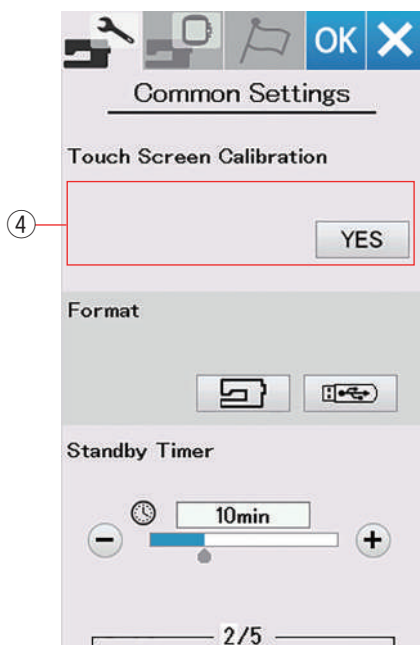 OK
Common Settings
Touch Screen Calibration
4
YES
Format
Standby Timer
10min
2/5